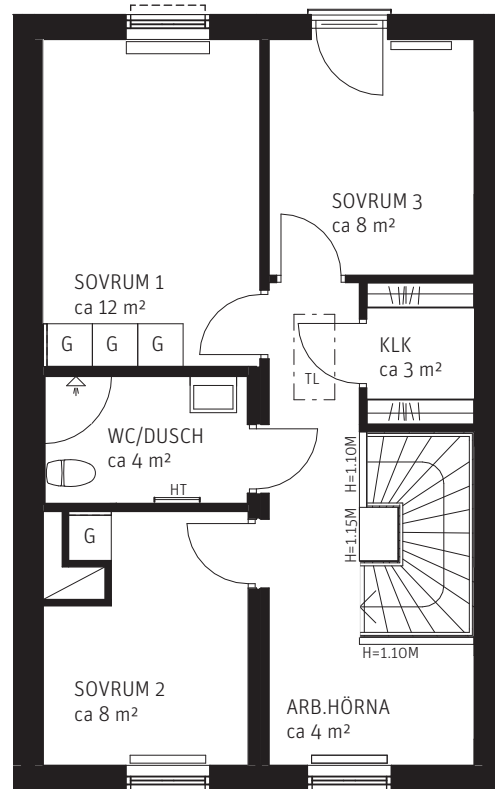 SOVRUM 3
ca 8 m²
SOVRUM 1
ca 12 m²
G G G
KLK
ca 3 m²
TL
WC/DUSCH
ca 4 m²
HT
H=1.10M
H=1.15M
G
H=1.10M
SOVRUM 2
ca 8 m²
ARB.HÖRNA
ca 4 m²